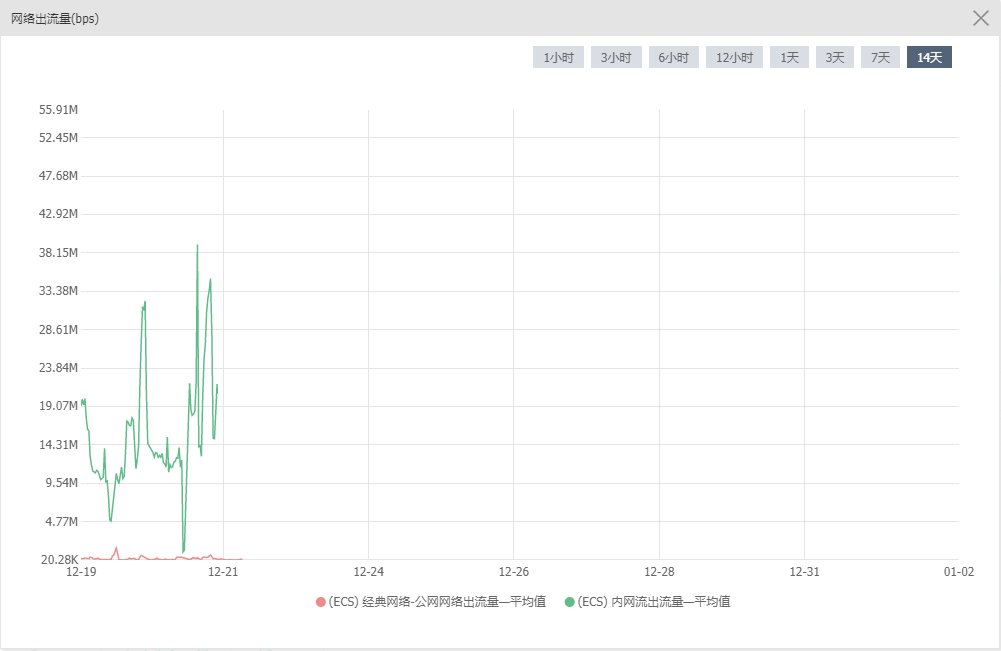 网络出流量(bps)
1小时 3小时 6小时 12小时 1天 3天 7天 14天
55.91M
52.45M
47.68M
42.92M
38.15M
33.38M
28.61M
23.84M
19.07M
14.31M
9.54M
4.77M
20.28K
12-19 12-21 12-24 12-26 12-28 12-31 01-02
(ECS) 经典网络-公网网络出流量—平均值 (ECS) 内网流出流量—平均值